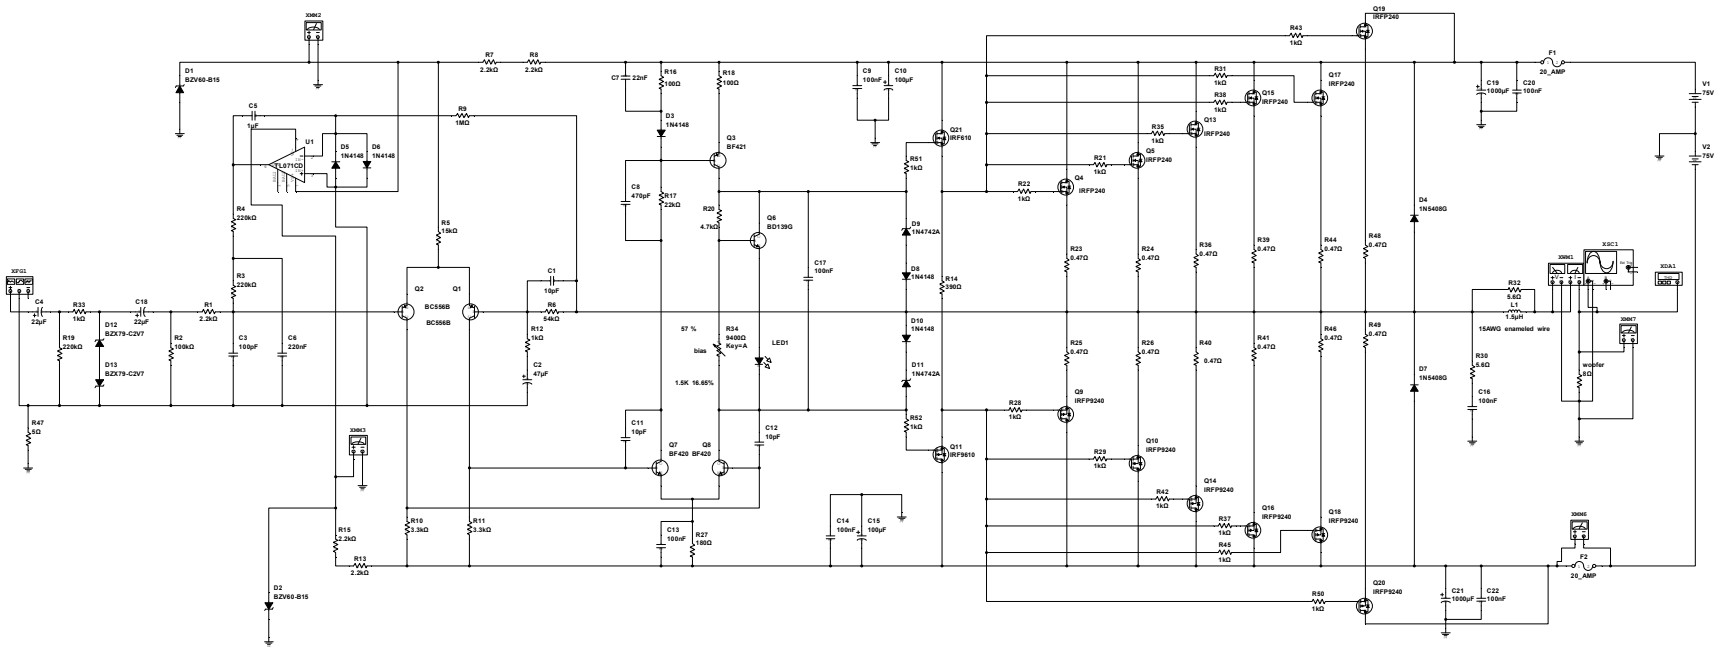 XMM2
Q19
IRFP240
R43
1kΩ
F1
20_AMP
D1
BZV60-B15
R7
2.2kΩ
R8
2.2kΩ
C7
22nF
R16
100Ω
R18
100Ω
C9
100nF
C10
100µF
R31
1kΩ
Q17
IRFP240
C19
1000µF
C20
100nF
V1
75V
R38
1kΩ
Q15
IRFP240
C5
1µF
R9
1MΩ
D3
1N4148
Q13
IRFP240
R35
1kΩ
Q21
IRF610
U1
TL071CD
D5
1N4148
D6
1N4148
Q3
BF421
Q5
IRFP240
R21
1kΩ
V2
75V
R51
1kΩ
Q4
IRFP240
R22
1kΩ
C8
470pF
R17
22kΩ
R4
220kΩ
R20
4.7kΩ
Q6
BD139G
D4
1N5408G
R5
15kΩ
D9
1N4742A
R23
0.47Ω
R24
0.47Ω
R36
0.47Ω
R39
0.47Ω
R44
0.47Ω
R48
0.47Ω
XSC1
XFG1
C17
100nF
D8
1N4148
R14
390Ω
XWM1
XDA1
R3
220kΩ
C1
10pF
R32
5.6Ω
Q2
BC556B
Q1
BC556B
C4
22µF
R33
1kΩ
C18
22µF
R1
2.2kΩ
R6
54kΩ
L1
1.5µH
15AWG enameled wire
D12
BZX79-C2V7
R12
1kΩ
57 %
R34
9400Ω
Key=A
D10
1N4148
R46
0.47Ω
R49
0.47Ω
XMM7
R19
220kΩ
R2
100kΩ
C3
100pF
C6
220nF
bias
LED1
R25
0.47Ω
R26
0.47Ω
R40
0.47Ω
R41
0.47Ω
D13
BZX79-C2V7
C2
47µF
D11
1N4742A
R30
5.6Ω
woofer
8Ω
1.5K 16.65%
D7
1N5408G
Q9
IRFP9240
C16
100nF
R28
1kΩ
R47
5Ω
C11
10pF
C12
10pF
R52
1kΩ
XMM3
Q7
BF420
Q8
BF420
Q11
IRF9610
Q10
IRFP9240
R29
1kΩ
Q14
IRFP9240
R42
1kΩ
R10
3.3kΩ
R11
3.3kΩ
R15
2.2kΩ
C13
100nF
R27
180Ω
C14
100nF
C15
100µF
R37
1kΩ
Q16
IRFP9240
Q18
IRFP9240
R45
1kΩ
XMM6
R13
2.2kΩ
F2
20_AMP
D2
BZV60-B15
Q20
IRFP9240
R50
1kΩ
C21
1000µF
C22
100nF